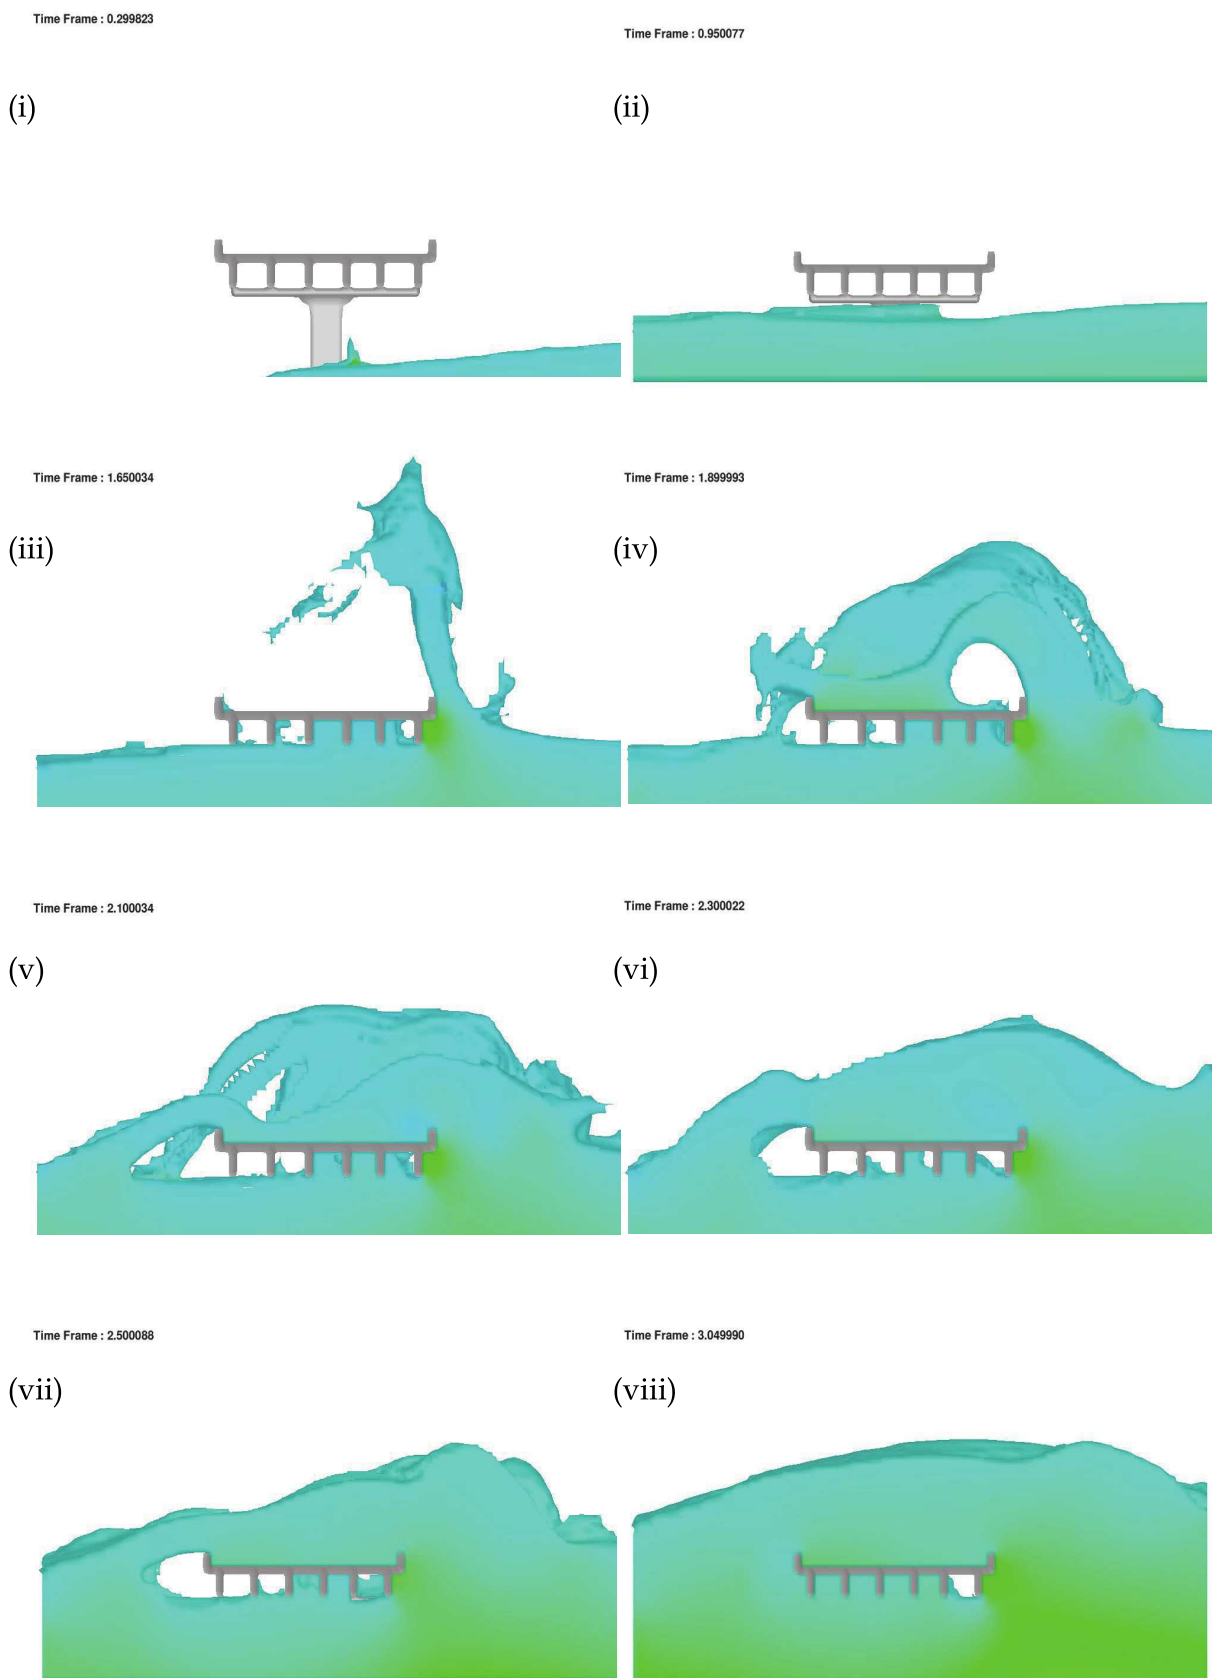 Time Frame : 0.299823
Time Frame : 0.950077
(i)
(ii)
Time Frame : 1.650034
Time Frame : 1.899993
(iii)
(iv)
Time Frame : 2.100034
Time Frame : 2.300022
(v)
(vi)
Time Frame : 2.500088
Time Frame : 3.049990
(vii)
(viii)